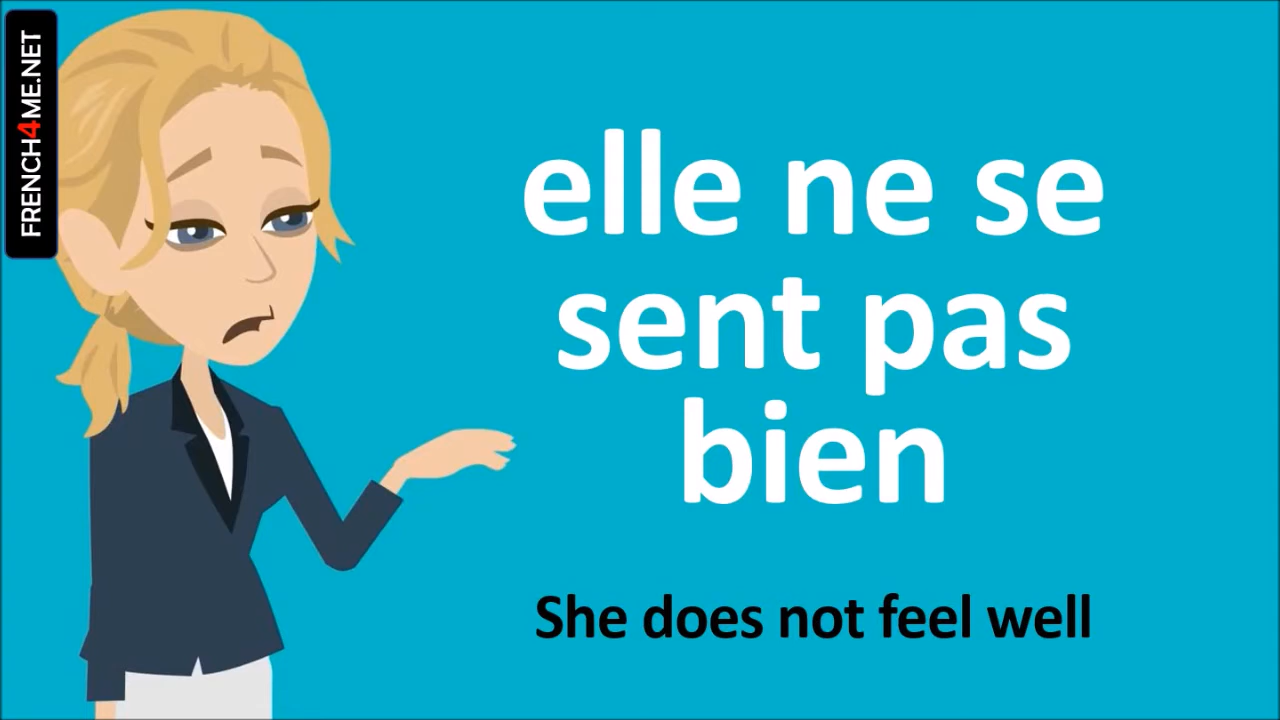 FRENCH4ME.NET
elle ne se
sent pas
bien
She does not feel well